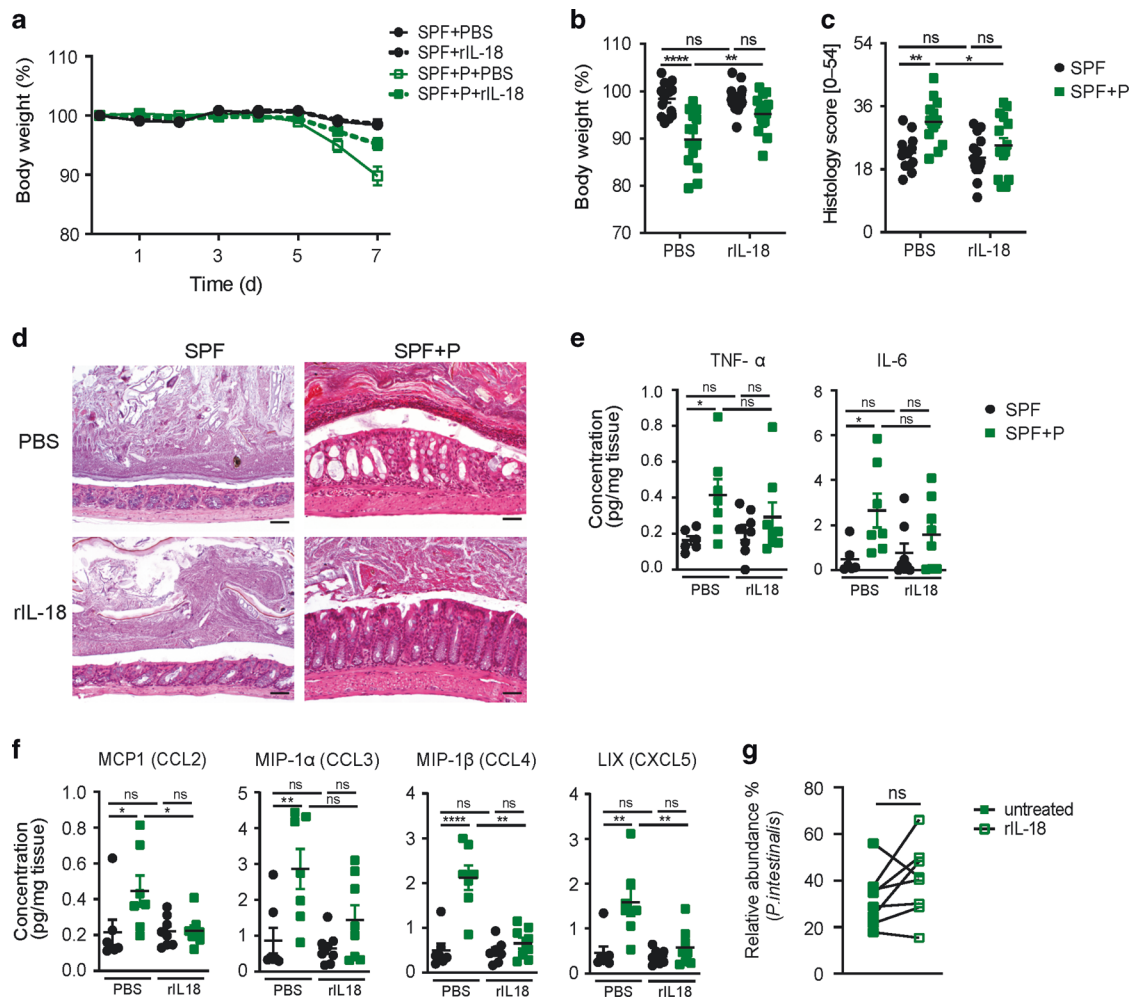 a
Body weight (%)
110
100
90
80
1
3
5
7
Time (d)
SPF+PBS
SPF+rIL-18
SPF+P+PBS
SPF+P+rIL-18
b
Body weight (%)
110
100
90
80
70
ns
ns
****
**
PBS
rIL-18
c
Histology score [0–54]
54
36
18
0
ns
ns
**
*
PBS
rIL-18
SPF
SPF+P
d
SPF
SPF+P
PBS
rIL-18
e
TNF- α
IL-6
Concentration
(pg/mg tissue)
1.0
0.8
0.6
0.4
0.2
0.0
ns
ns
*
ns
PBS
rIL18
8
6
4
2
0
ns
ns
*
ns
PBS
rIL18
SPF
SPF+P
f
MCP1 (CCL2)
MIP-1α (CCL3)
MIP-1β (CCL4)
LIX (CXCL5)
Concentration
(pg/mg tissue)
1.0
0.8
0.6
0.4
0.2
0.0
ns
ns
*
*
PBS
rIL18
5
4
3
2
1
0
ns
ns
**
ns
PBS
rIL18
4
3
2
1
0
ns
ns
****
**
PBS
rIL18
4
3
2
1
0
ns
ns
**
**
PBS
rIL18
g
Relative abundance %
(P.intestinalis)
80
60
40
20
0
ns
untreated
rIL-18